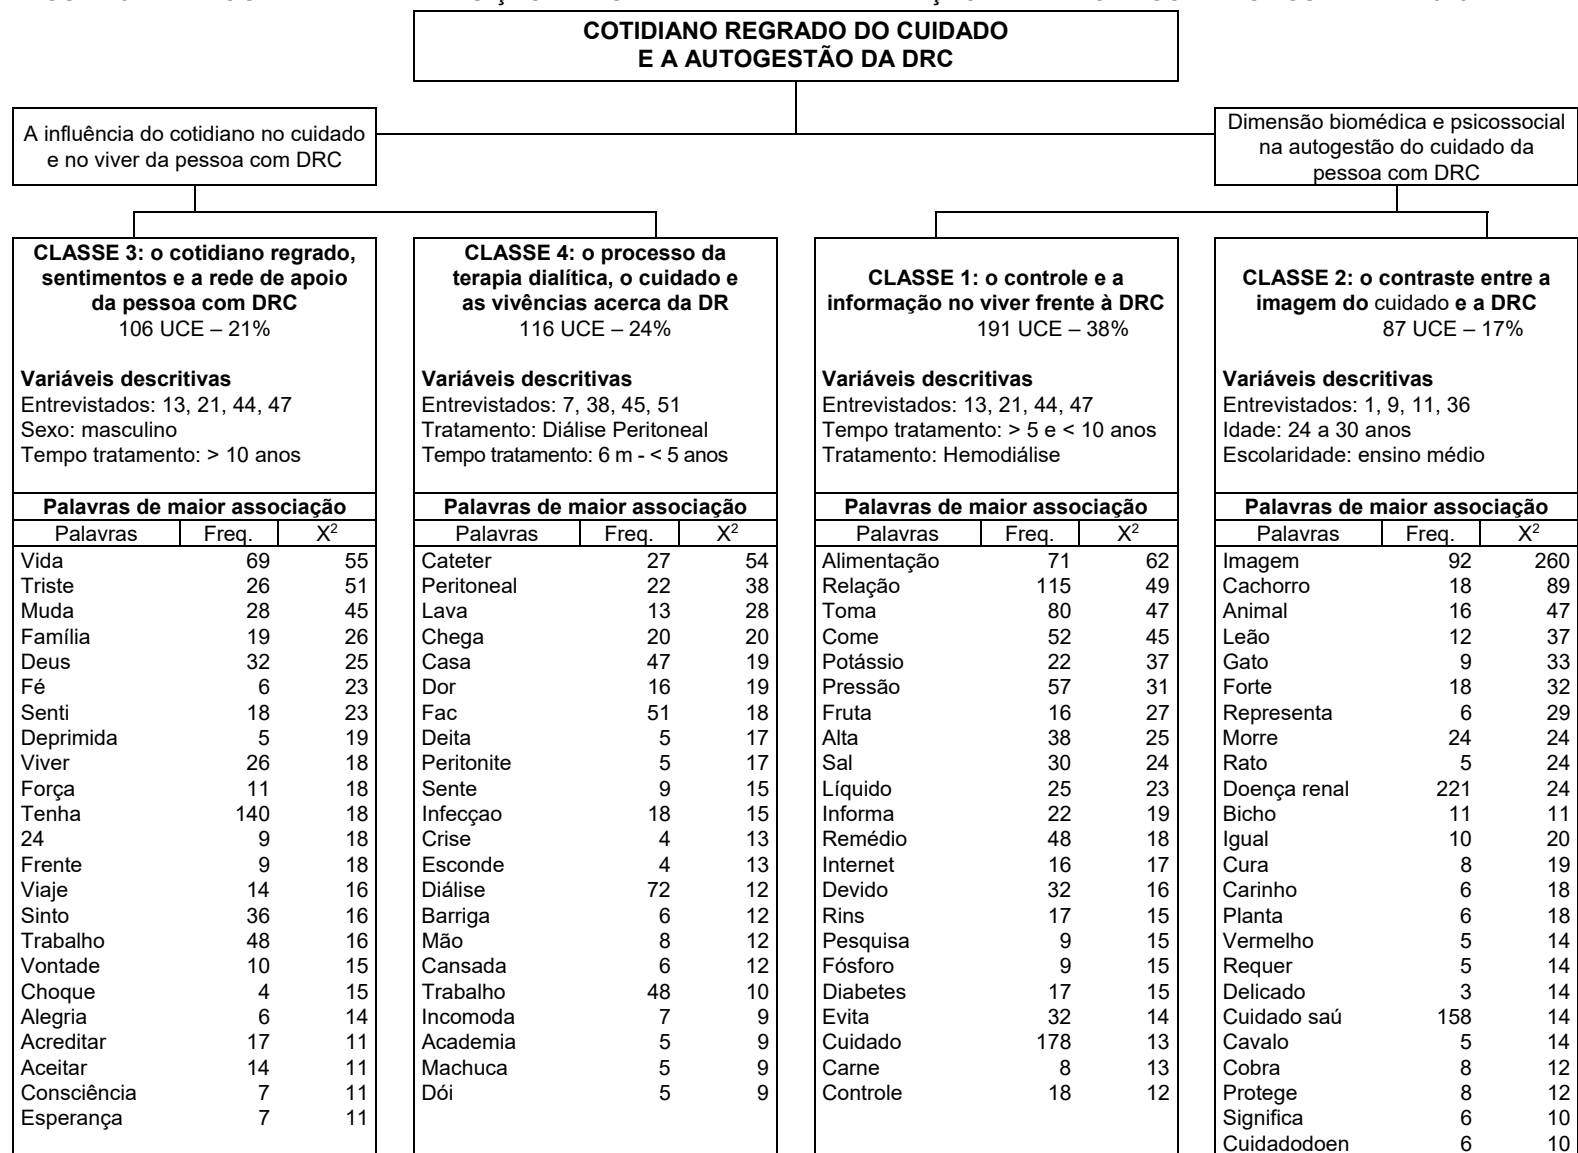 COTIDIANO REGRADO DO CUIDADO
E A AUTOGESTÃO DA DRC
A influência do cotidiano no cuidado
e no viver da pessoa com DRC
Dimensão biomédica e psicossocial
na autogestão do cuidado da
pessoa com DRC
CLASSE 3: o cotidiano regrado,
sentimentos e a rede de apoio
da pessoa com DRC
106 UCE – 21%
Variáveis descritivas
Entrevistados: 13, 21, 44, 47
Sexo: masculino
Tempo tratamento: > 10 anos
Palavras de maior associação
Palavras Freq. X²
Vida 69 55
Triste 26 51
Muda 28 45
Família 19 26
Deus 32 25
Fé 6 23
Senti 18 23
Deprimida 5 19
Viver 26 18
Força 11 18
Tenha 140 18
24 9 18
Frente 9 18
Viaje 14 16
Sinto 36 16
Trabalho 48 16
Vontade 10 15
Choque 4 15
Alegria 6 14
Acreditar 17 11
Aceitar 14 11
Consciência 7 11
Esperança 7 11
CLASSE 4: o processo da
terapia dialítica, o cuidado e
as vivências acerca da DR
116 UCE – 24%
Variáveis descritivas
Entrevistados: 7, 38, 45, 51
Tratamento: Diálise Peritoneal
Tempo tratamento: 6 m - < 5 anos
Palavras de maior associação
Palavras Freq. X²
Cateter 27 54
Peritoneal 22 38
Lava 13 28
Chega 20 20
Casa 47 19
Dor 16 19
Fac 51 18
Deita 5 17
Peritonite 5 17
Sente 9 15
Infecçao 18 15
Crise 4 13
Esconde 4 13
Diálise 72 12
Barriga 6 12
Mão 8 12
Cansada 6 12
Trabalho 48 10
Incomoda 7 9
Academia 5 9
Machuca 5 9
Dói 5 9
CLASSE 1: o controle e a
informação no viver frente à DRC
191 UCE – 38%
Variáveis descritivas
Entrevistados: 13, 21, 44, 47
Tempo tratamento: > 5 e < 10 anos
Tratamento: Hemodiálise
Palavras de maior associação
Palavras Freq. X²
Alimentação 71 62
Relação 115 49
Toma 80 47
Come 52 45
Potássio 22 37
Pressão 57 31
Fruta 16 27
Alta 38 25
Sal 30 24
Líquido 25 23
Informa 22 19
Remédio 48 18
Internet 16 17
Devido 32 16
Rins 17 15
Pesquisa 9 15
Fósforo 9 15
Diabetes 17 15
Evita 32 14
Cuidado 178 13
Carne 8 13
Controle 18 12
CLASSE 2: o contraste entre a
imagem do cuidado e a DRC
87 UCE – 17%
Variáveis descritivas
Entrevistados: 1, 9, 11, 36
Idade: 24 a 30 anos
Escolaridade: ensino médio
Palavras de maior associação
Palavras Freq. X²
Imagem 92 260
Cachorro 18 89
Animal 16 47
Leão 12 37
Gato 9 33
Forte 18 32
Representa 6 29
Morre 24 24
Rato 5 24
Doença renal 221 24
Bicho 11 11
Igual 10 20
Cura 8 19
Carinho 6 18
Planta 6 18
Vermelho 5 14
Requer 5 14
Delicado 3 14
Cuidado saú 158 14
Cavalo 5 14
Cobra 8 12
Protege 8 12
Significa 6 10
Cuidadodoen 6 10